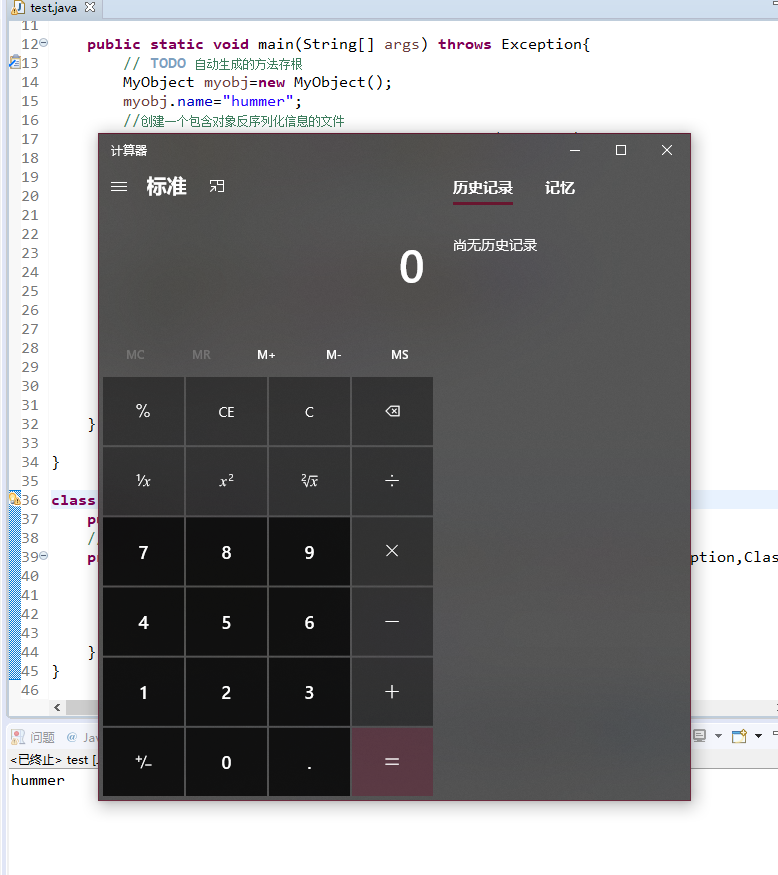 test.java
11
12 public static void main(String[] args) throws Exception{
13 // TODO 自动生成的方法存根
14 MyObject myobj=new MyObject();
15 myobj.name="hummer";
16 //创建一个包含对象反序列化信息的文件
17
计算器
18
19 标准 历史记录 记忆
20
21
22 尚无历史记录
23 0
24
25
26
27
28 MC MR M+ M- MS
29
30
31 % CE C
32 }
33
34 }
35 ¹/x x² ²√x ÷
36 class
37 pu
38 // 7 8 9 ×
39 pr ption,Clas
40
41
42 4 5 6 −
43
44 }
45 }
46 1 2 3 +
问题 @ Jav
<已终止> test [
+/− 0 . =
hummer